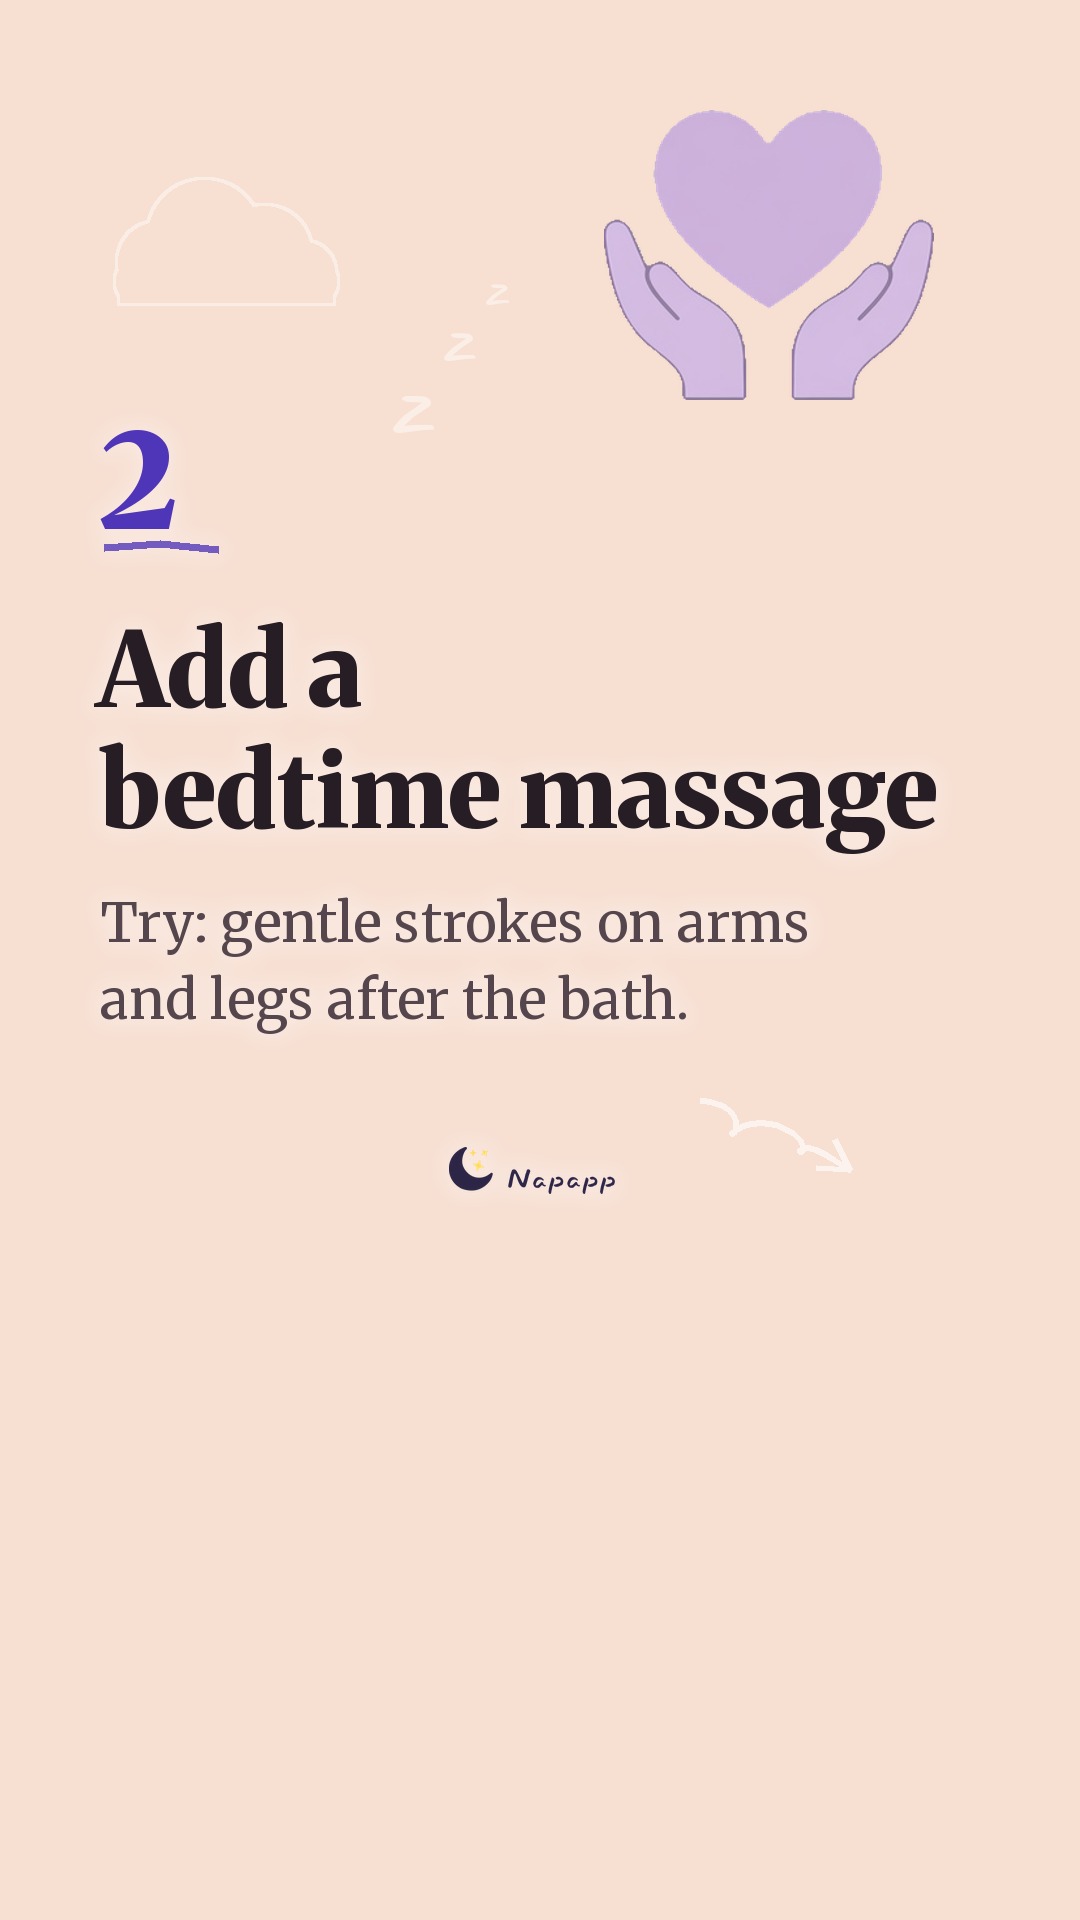 z
z
z
2
Add a
bedtime massage
Try: gentle strokes on arms
and legs after the bath.
Napapp